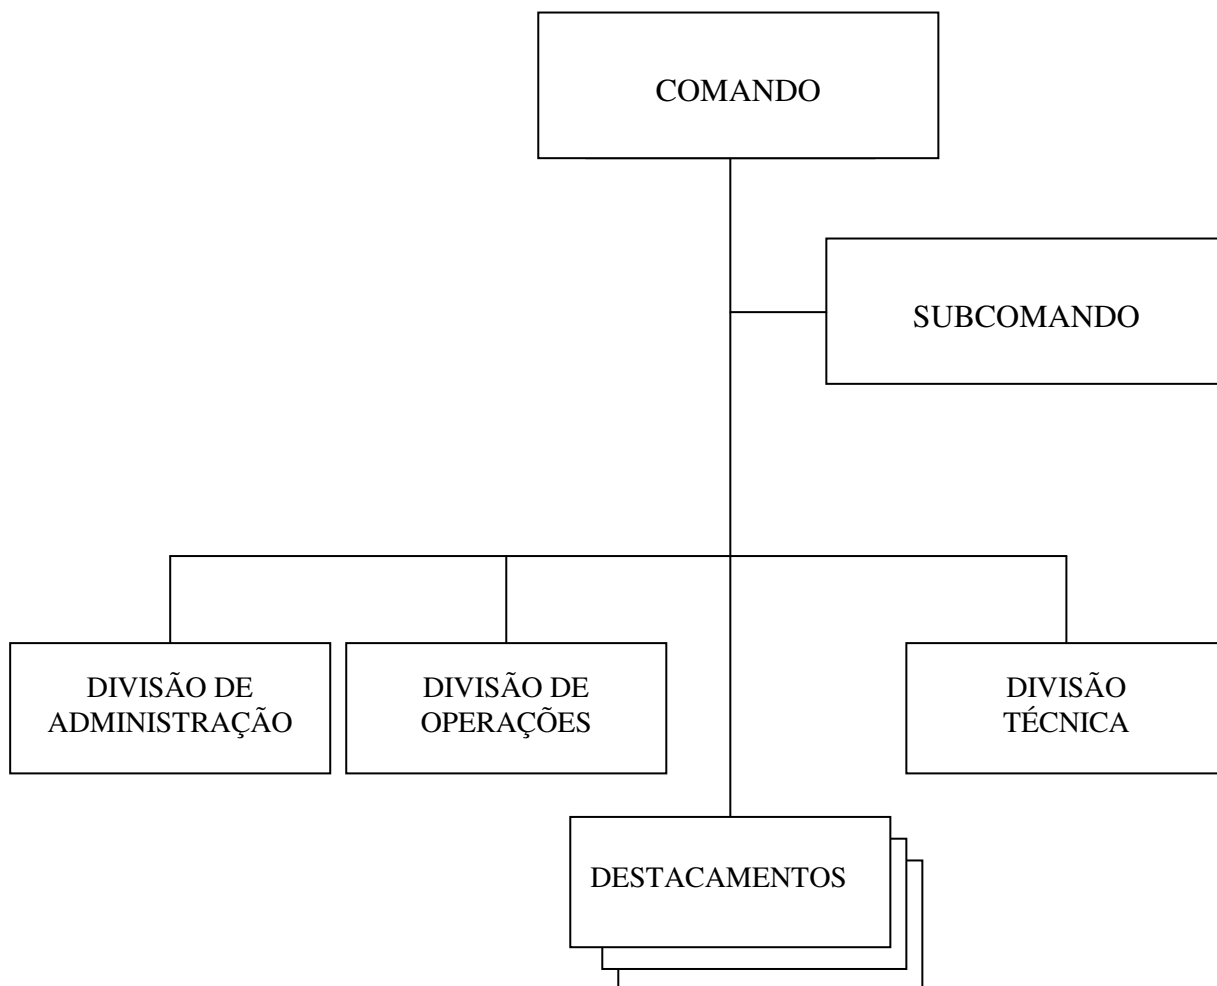 COMANDO
SUBCOMANDO
DIVISÃO DE
ADMINISTRAÇÃO
DIVISÃO DE
OPERAÇÕES
DIVISÃO
TÉCNICA
DESTACAMENTOS